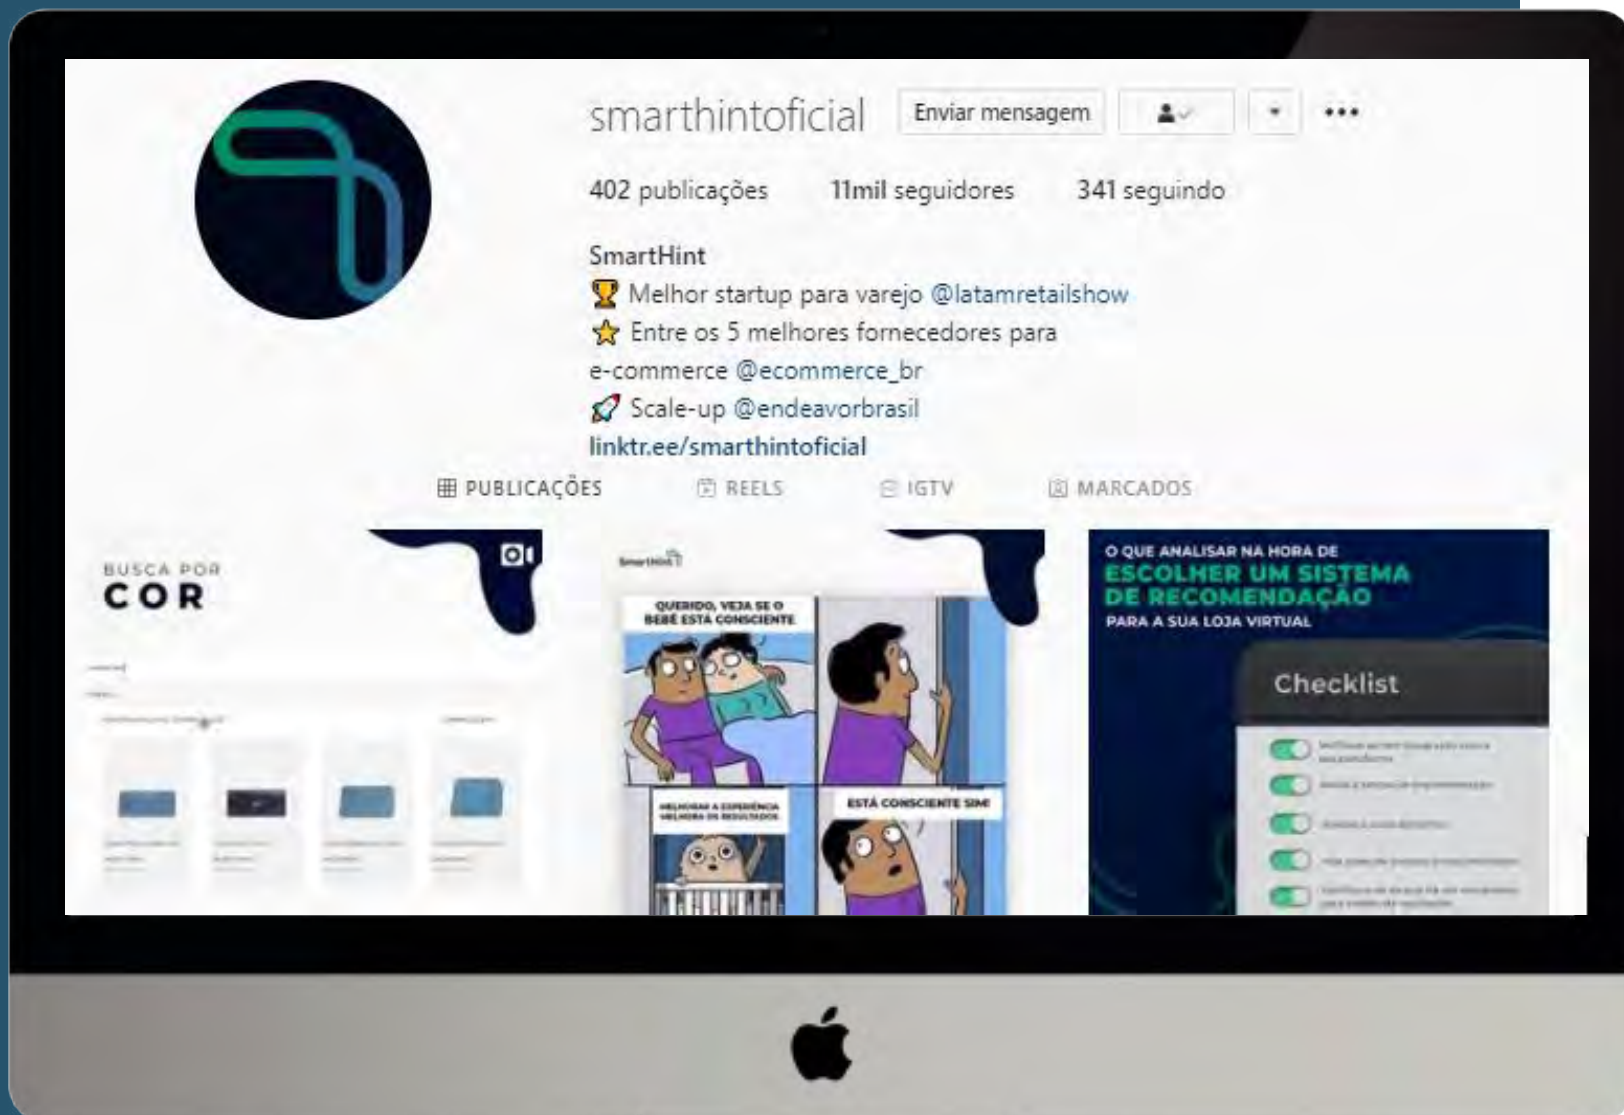 smarthintoficial Enviar mensagem
402 publicações 11mil seguidores 341 seguindo
SmartHint
🏆 Melhor startup para varejo @latamretailshow
⭐ Entre os 5 melhores fornecedores para
e-commerce @ecommerce_br
🚀 Scale-up @endeavorbrasil
linktr.ee/smarthintoficial
PUBLICAÇÕES REELS IGTV MARCADOS
BUSCA POR
COR
SmartHint
QUERIDO, VEJA SE O
BEBÊ ESTÁ CONSCIENTE
MELHORAR A EXPERIÊNCIA
MELHORA OS RESULTADOS
ESTÁ CONSCIENTE SIM!
O QUE ANALISAR NA HORA DE
ESCOLHER UM SISTEMA
DE RECOMENDAÇÃO
PARA A SUA LOJA VIRTUAL
Checklist